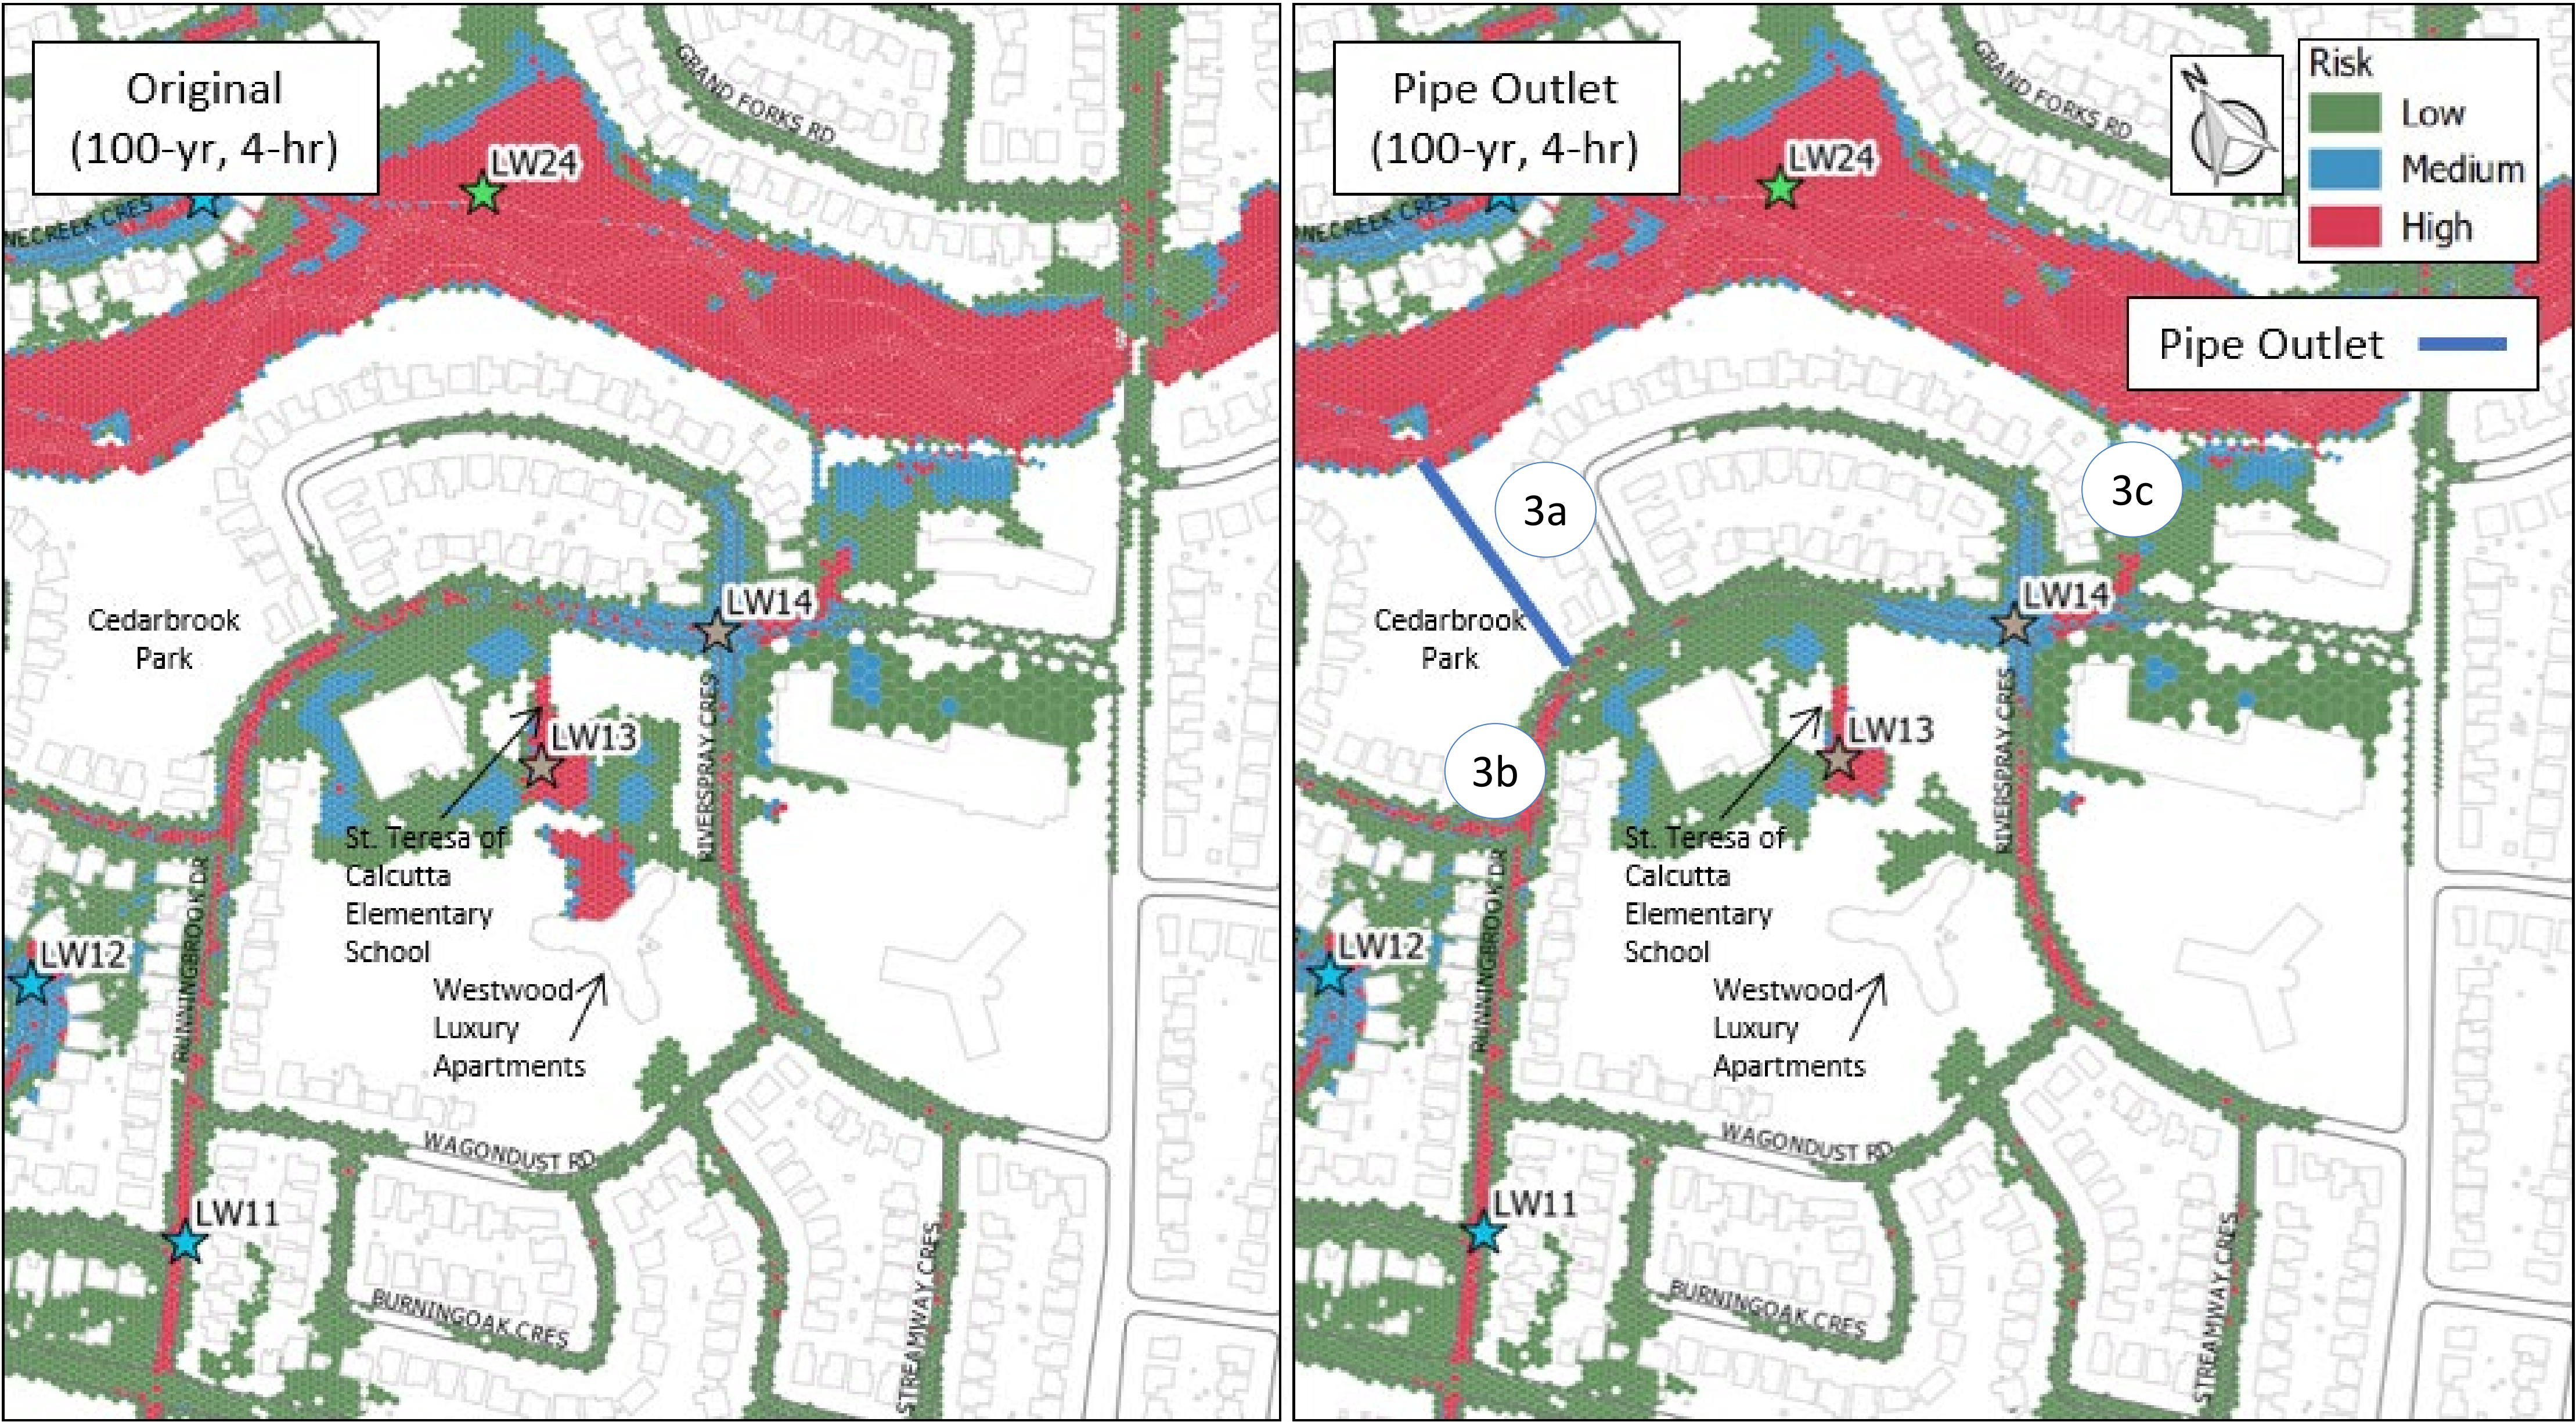 Original
(100-yr, 4-hr)
GRAND FORKS RD
LW24
NECREEK CRES
LW14
Cedarbrook
Park
RIVERSPRAY CRES
LW13
St. Teresa of
Calcutta
Elementary
School
RUNNINGBROOK DR
LW12
Westwood
Luxury
Apartments
WAGONDUST RD
LW11
BURNINGOAK CRES
STREAMWAY CRES
Pipe Outlet
(100-yr, 4-hr)
GRAND FORKS RD
N
Risk
Low
Medium
High
LW24
NECREEK CRES
Pipe Outlet
3a
3c
LW14
Cedarbrook
Park
RIVERSPRAY CRES
LW13
3b
St. Teresa of
Calcutta
Elementary
School
RUNNINGBROOK DR
LW12
Westwood
Luxury
Apartments
WAGONDUST RD
LW11
BURNINGOAK CRES
STREAMWAY CRES